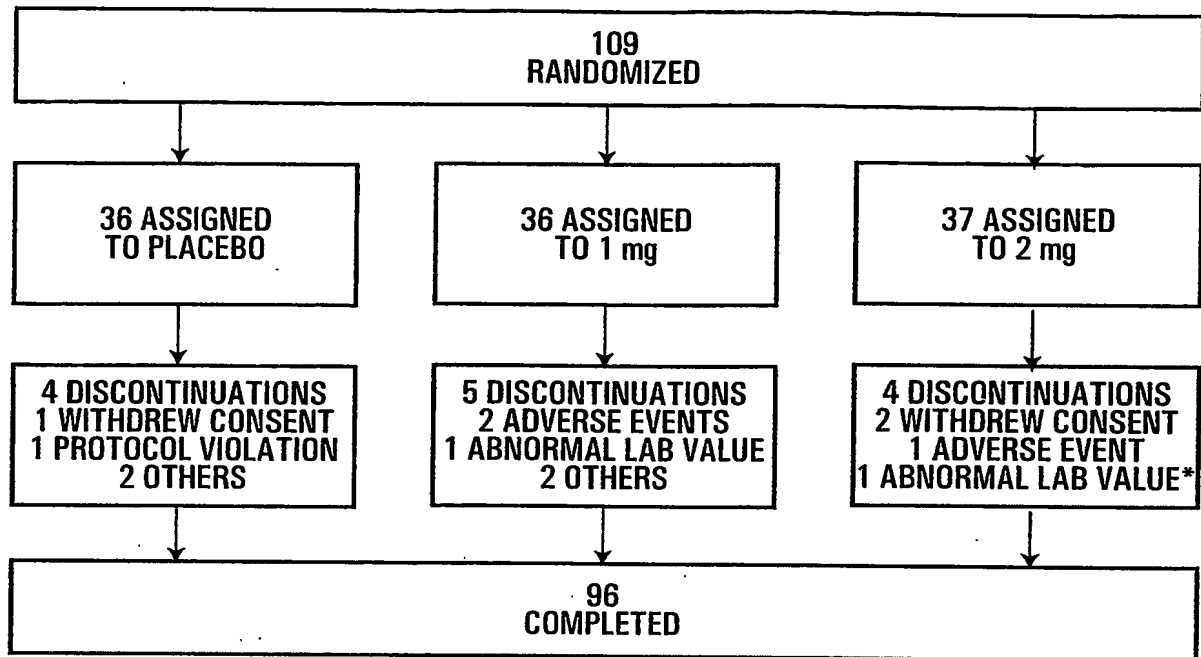 109
RANDOMIZED
36 ASSIGNED
TO PLACEBO
36 ASSIGNED
TO 1 mg
37 ASSIGNED
TO 2 mg
4 DISCONTINUATIONS
1 WITHDREW CONSENT
1 PROTOCOL VIOLATION
2 OTHERS
5 DISCONTINUATIONS
2 ADVERSE EVENTS
1 ABNORMAL LAB VALUE
2 OTHERS
4 DISCONTINUATIONS
2 WITHDREW CONSENT
1 ADVERSE EVENT
1 ABNORMAL LAB VALUE*
96
COMPLETED